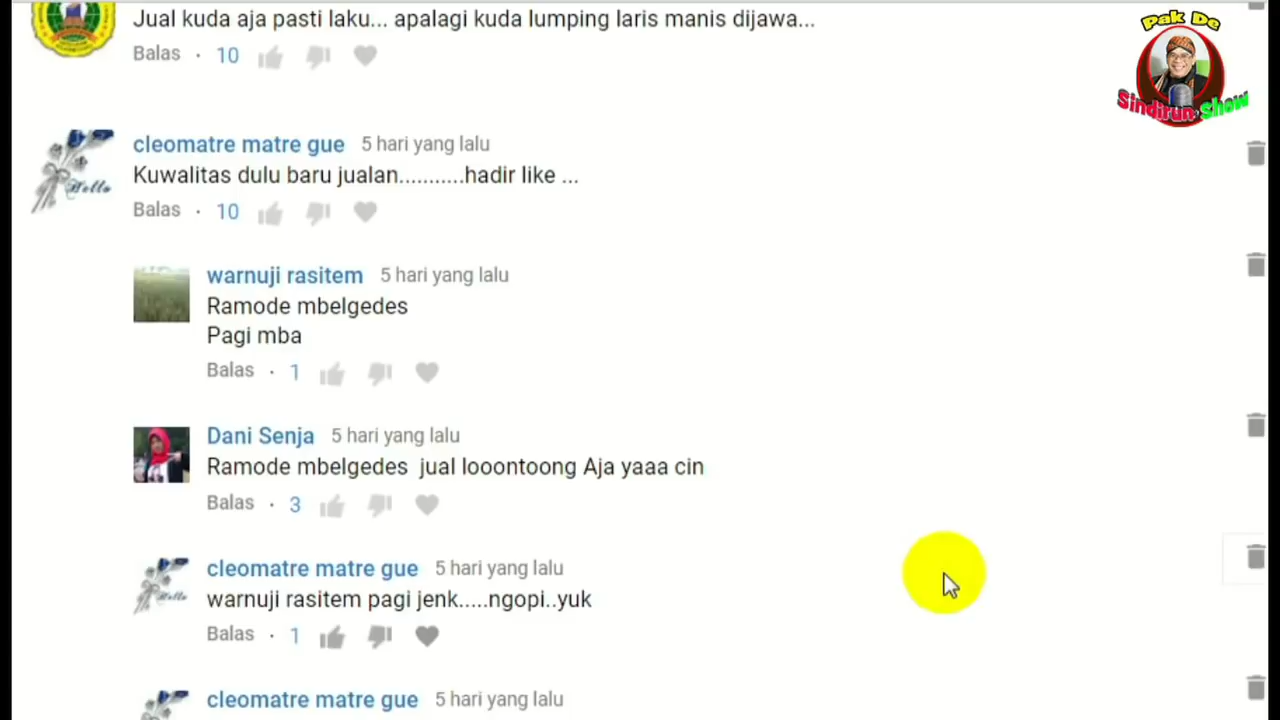 Jual kuda aja pasti laku... apalagi kuda lumping laris manis dijawa...
Balas · 10
Pak De
Sindirun Show
cleomatre matre gue 5 hari yang lalu
Kuwalitas dulu baru jualan...........hadir like ...
Hello
Balas · 10
warnuji rasitem 5 hari yang lalu
Ramode mbelgedes
Pagi mba
Balas · 1
Dani Senja 5 hari yang lalu
Ramode mbelgedes jual looontoong Aja yaaa cin
Balas · 3
cleomatre matre gue 5 hari yang lalu
Hello
warnuji rasitem pagi jenk.....ngopi..yuk
Balas · 1
cleomatre matre gue 5 hari yang lalu